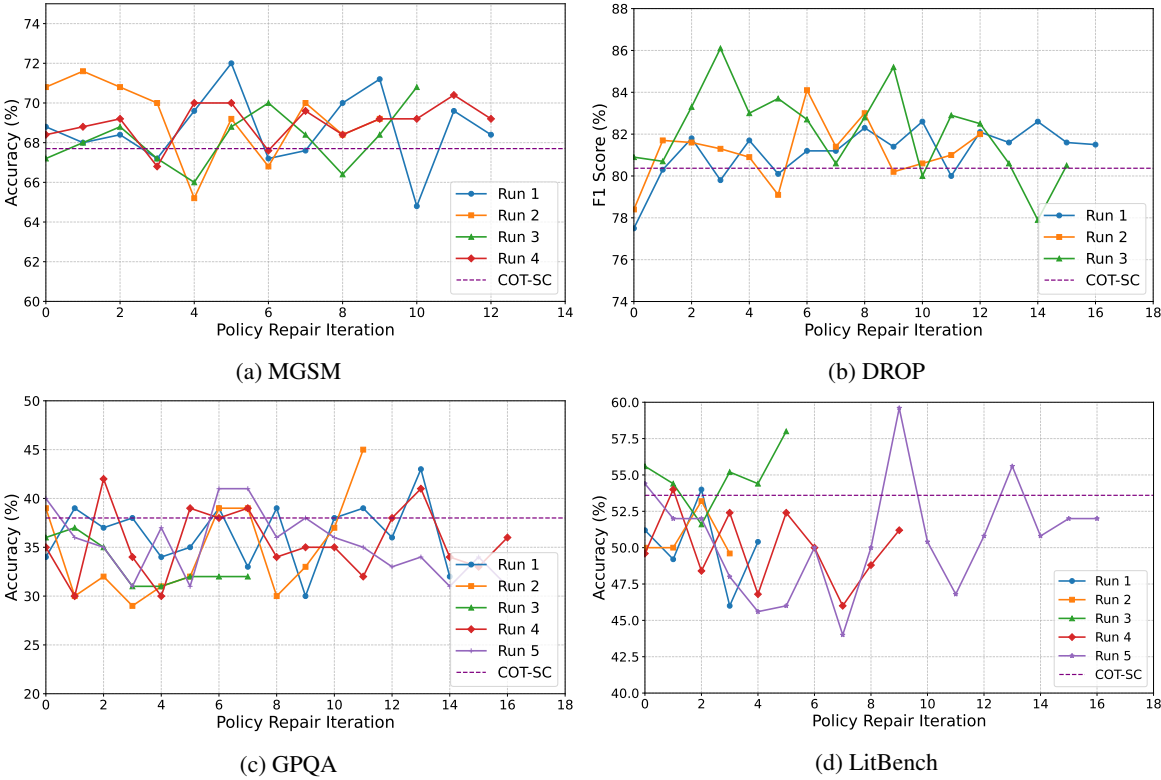 74
72
70
68
66
64
62
60
Accuracy (%)
0 2 4 6 8 10 12 14
Policy Repair Iteration
Run 1
Run 2
Run 3
Run 4
COT-SC
(a) MGSM
88
86
84
82
80
78
76
74
F1 Score (%)
0 2 4 6 8 10 12 14 16 18
Policy Repair Iteration
Run 1
Run 2
Run 3
COT-SC
(b) DROP
50
45
40
35
30
25
20
Accuracy (%)
0 2 4 6 8 10 12 14 16 18
Policy Repair Iteration
Run 1
Run 2
Run 3
Run 4
Run 5
COT-SC
(c) GPQA
60.0
57.5
55.0
52.5
50.0
47.5
45.0
42.5
40.0
Accuracy (%)
0 2 4 6 8 10 12 14 16 18
Policy Repair Iteration
Run 1
Run 2
Run 3
Run 4
Run 5
COT-SC
(d) LitBench